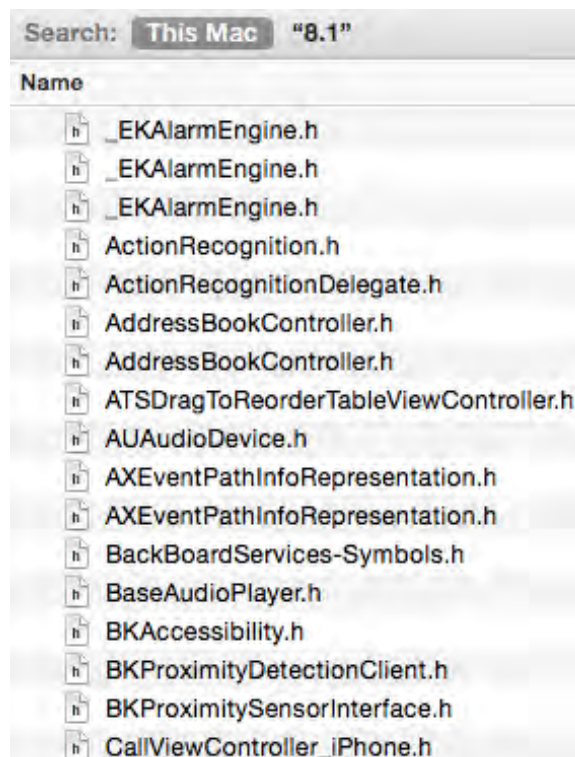 Search: This Mac “8.1”
Name
_EKAlarmEngine.h
_EKAlarmEngine.h
_EKAlarmEngine.h
ActionRecognition.h
ActionRecognitionDelegate.h
AddressBookController.h
AddressBookController.h
ATSDragToReorderTableViewController.h
AUAudioDevice.h
AXEventPathInfoRepresentation.h
AXEventPathInfoRepresentation.h
BackBoardServices-Symbols.h
BaseAudioPlayer.h
BKAccessibility.h
BKProximityDetectionClient.h
BKProximitySensorInterface.h
CallViewController_iPhone.h